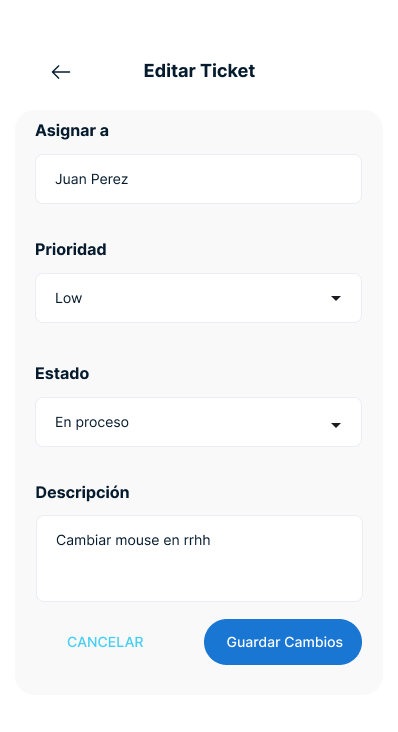 Editar Ticket
Asignar a
Juan Perez
Prioridad
Low
Estado
En proceso
Descripción
Cambiar mouse en rrhh
CANCELAR
Guardar Cambios